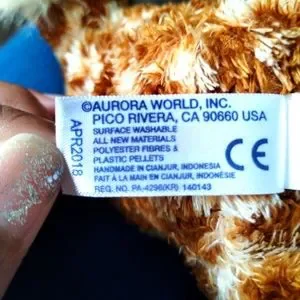 ©AURORA WORLD, INC.
PICO RIVERA, CA 90660 USA
SURFACE WASHABLE
ALL NEW MATERIALS
POLYESTER FIBRES &
PLASTIC PELLETS
HANDMADE IN CIANJUR, INDONESIA
FAIT A LA MAIN EN CIANJUR, INDONÉSIE
REG. NO. PA-4296(KR) 140143
CE
APR2018